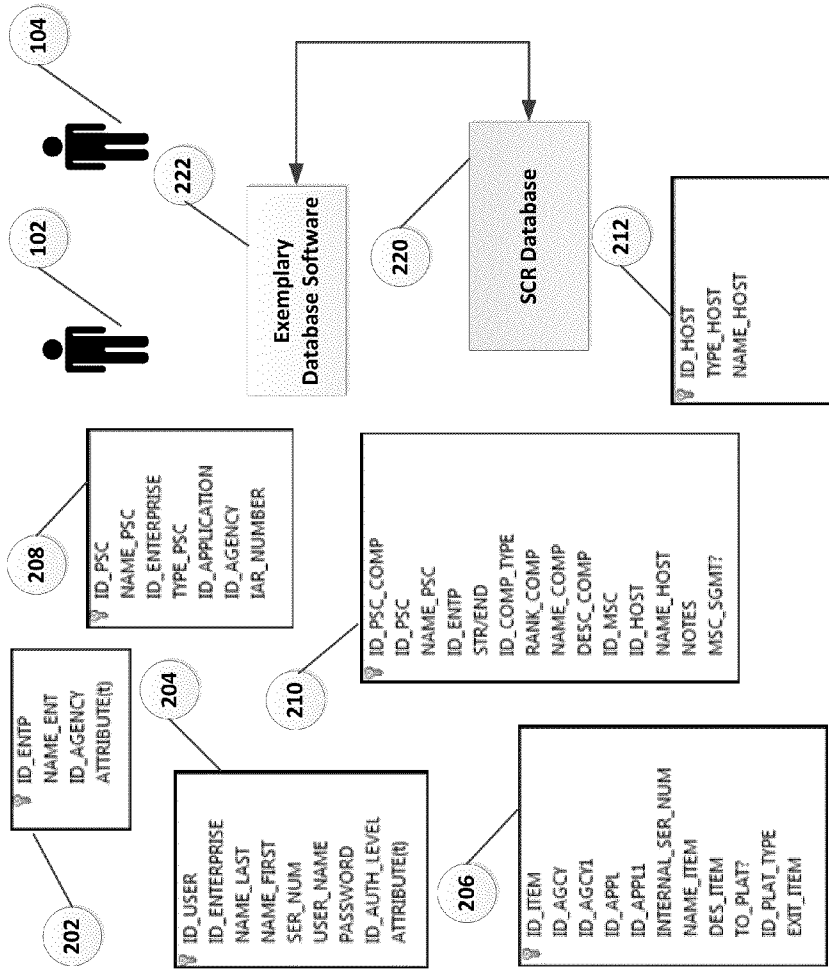 202
ID_ENTP
NAME_ENT
ID_AGENCY
ATTRIBUTE(t)
204
ID_USER
ID_ENTERPRISE
NAME_LAST
NAME_FIRST
SER_NUM
USER_NAME
PASSWORD
ID_AUTH_LEVEL
ATTRIBUTE(t)
206
ID_ITEM
ID_AGCY
ID_AGCY1
ID_APPL
ID_APPL1
INTERNAL_SER_NUM
NAME_ITEM
DES_ITEM
TO_PLAT?
ID_PLAT_TYPE
EXIT_ITEM
208
ID_PSC
NAME_PSC
ID_ENTERPRISE
TYPE_PSC
ID_APPLICATION
ID_AGENCY
IAR_NUMBER
210
ID_PSC_COMP
ID_PSC
NAME_PSC
ID_ENTP
STR/END
ID_COMP_TYPE
RANK_COMP
NAME_COMP
DESC_COMP
ID_MSC
ID_HOST
NAME_HOST
NOTES
MSC_SGMT?
102
104
222
Exemplary
Database Software
220
SCR Database
212
ID_HOST
TYPE_HOST
NAME_HOST